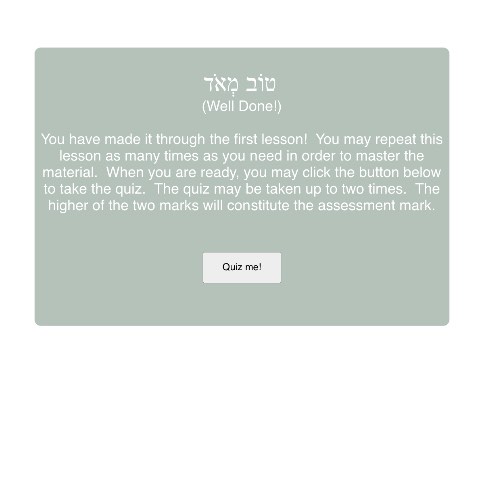 טוֹב מְאֹד
(Well Done!)
You have made it through the first lesson!  You may repeat this
lesson as many times as you need in order to master the
material.  When you are ready, you may click the button below
to take the quiz.  The quiz may be taken up to two times.  The
higher of the two marks will constitute the assessment mark.
Quiz me!